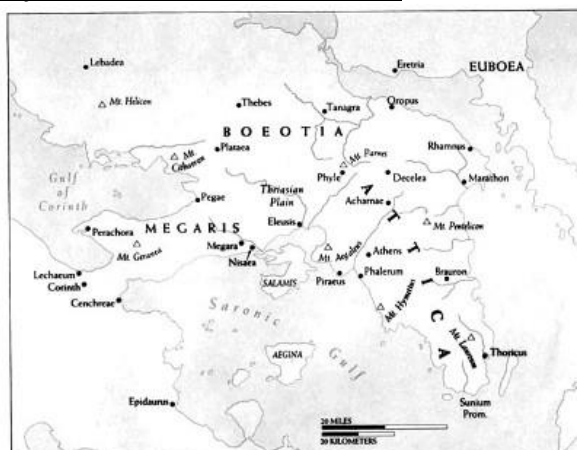 Lebadea
Eretria
EUBOEA
Mt. Helicon
Thebes
Tanagra
Oropus
BOEOTIA
Plataea
Rhamnus
Mt. Cithaeron
Mt. Parnes
Gulf of Corinth
Phyle
Decelea
Marathon
Thriasian Plain
Pegae
Acharnae
ATTICA
Eleusis
Mt. Pentelicon
MEGARIS
Perachora
Megara
Mt. Geranea
Nisaea
Mt. Aegaleus
Athens
Lechaeum
Corinth
SALAMIS
Piraeus
Phalerum
Brauron
Cenchreae
Mt. Hymettus
Saronic Gulf
AEGINA
Mt. Laureum
Thoricus
Epidaurus
Sunium
Prom.
20 MILES
20 KILOMETERS